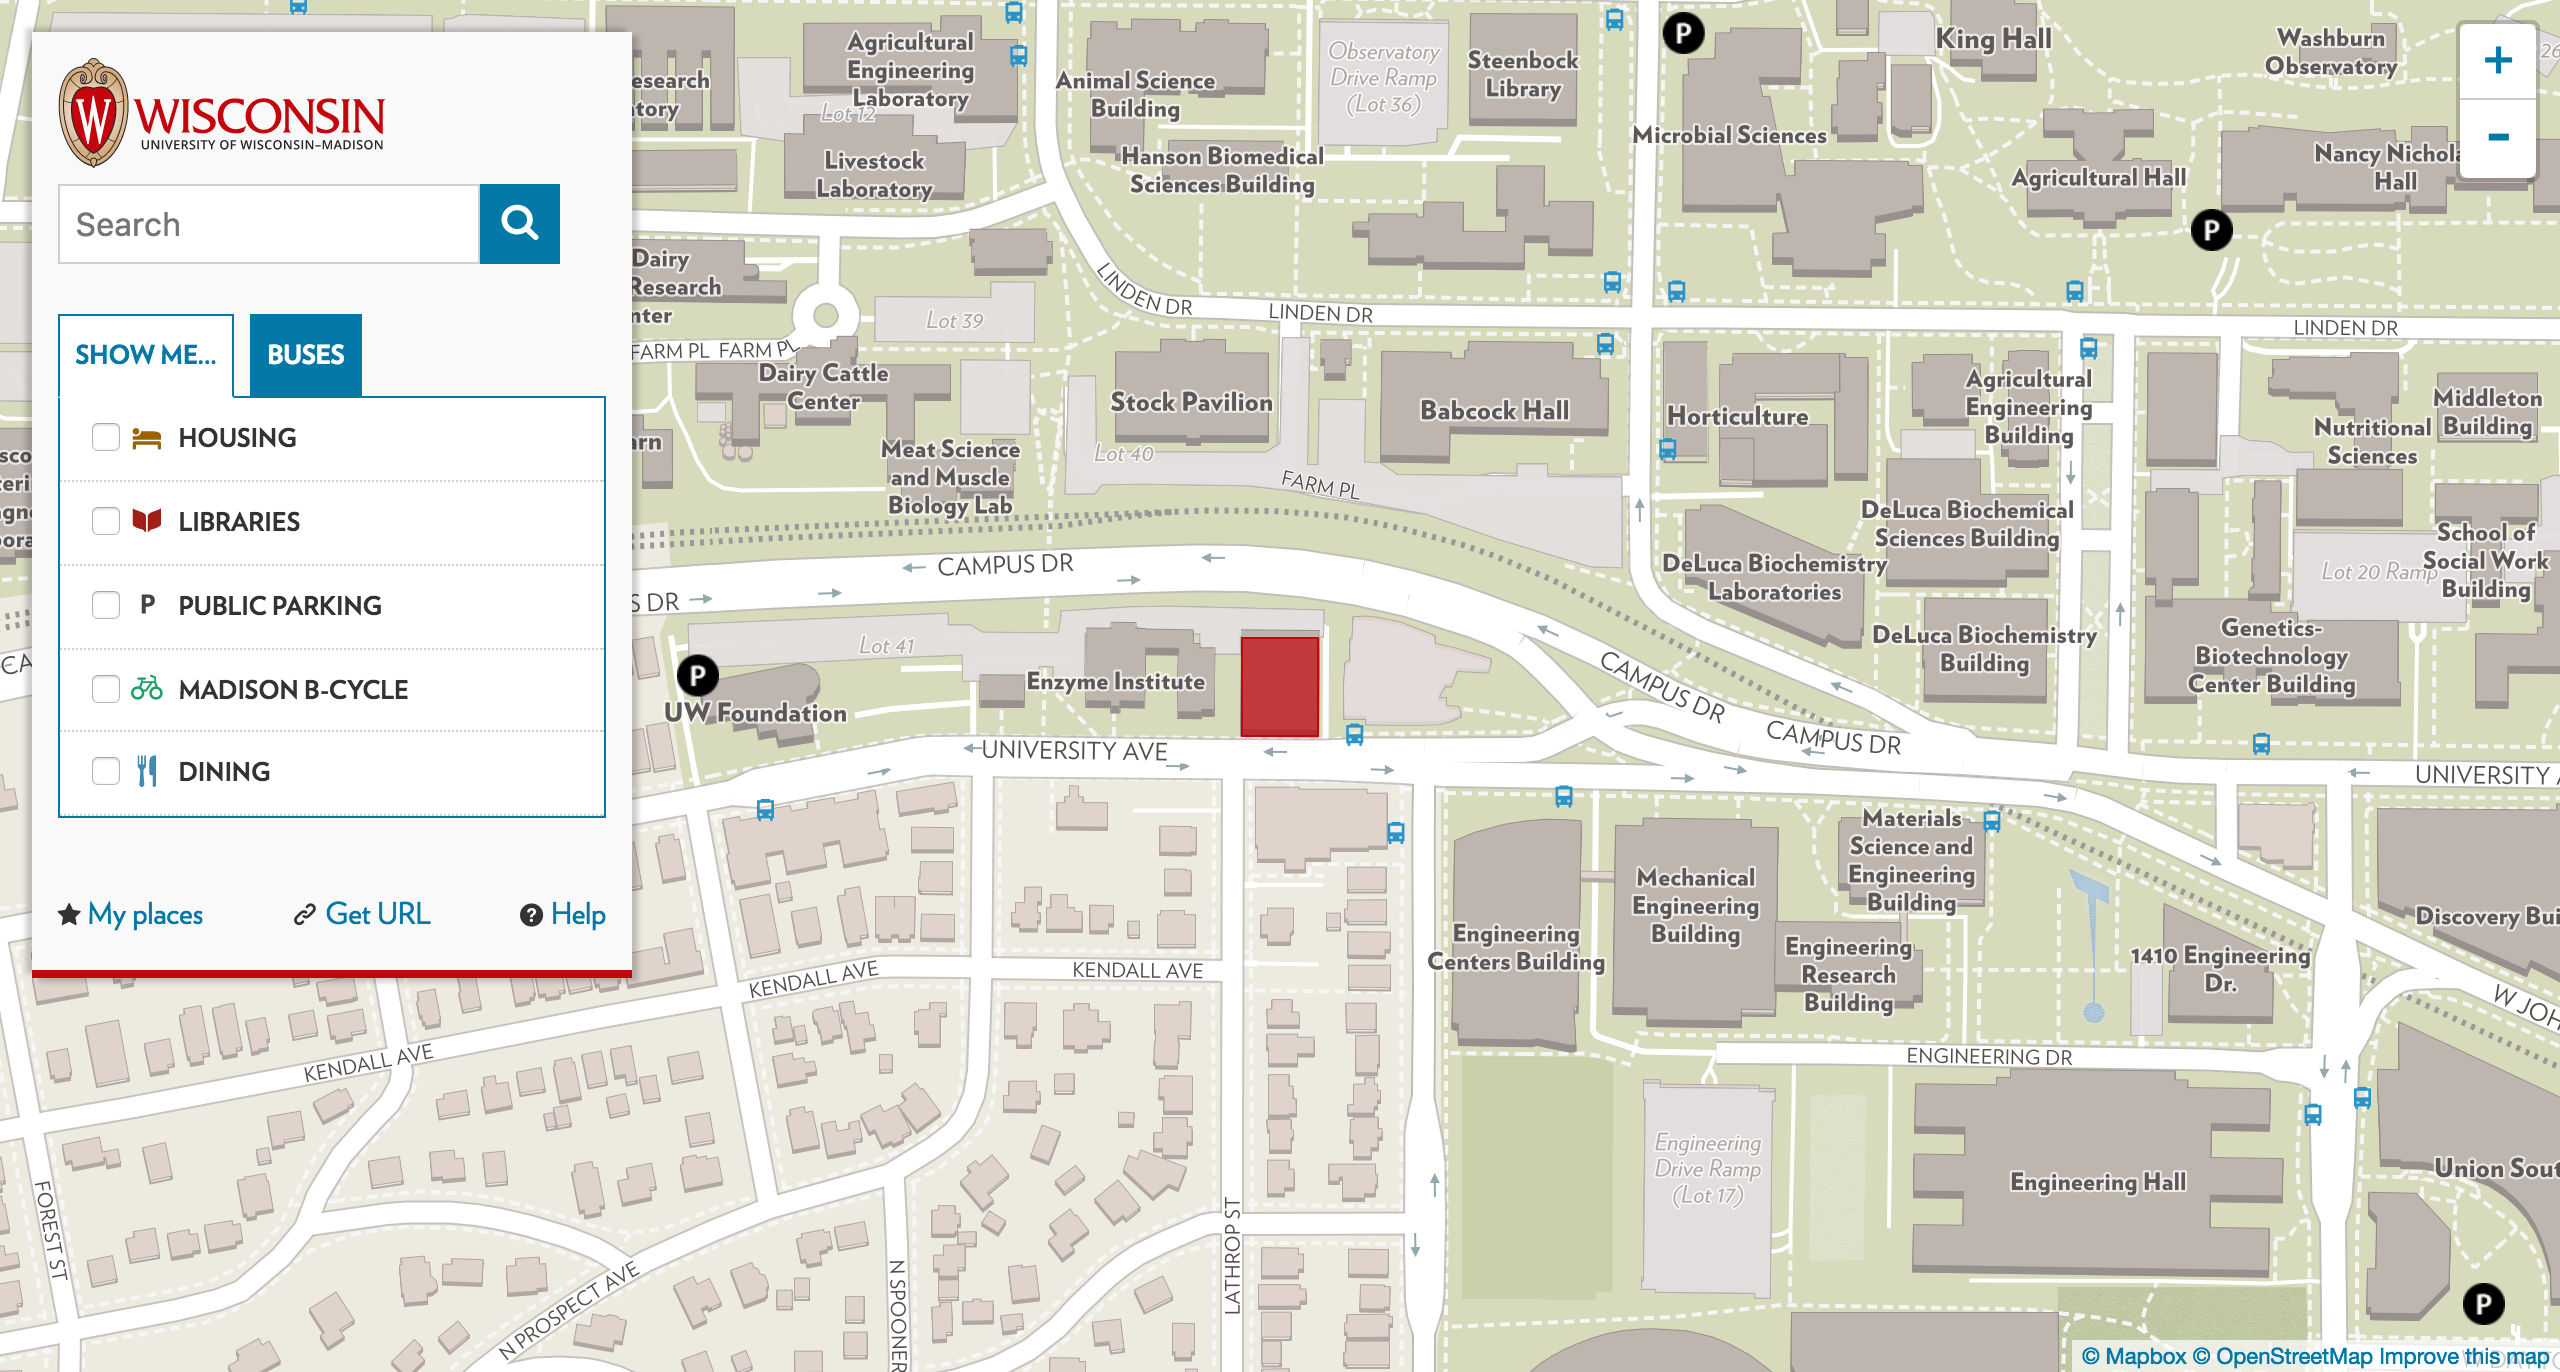 WISCONSIN
UNIVERSITY OF WISCONSIN–MADISON
Search
SHOW ME...
BUSES
HOUSING
LIBRARIES
P PUBLIC PARKING
MADISON B-CYCLE
DINING
My places
Get URL
Help
+
-
Agricultural
Engineering
Laboratory
Lot 12
Livestock
Laboratory
Animal Science
Building
Hanson Biomedical
Sciences Building
Observatory
Drive Ramp
(Lot 36)
Steenbock
Library
P
Microbial Sciences
King Hall
Washburn
Observatory
Agricultural Hall
Hall
P
Dairy
Research
LINDEN DR
LINDEN DR
LINDEN DR
Lot 39
FARM PL
FARM PL
Dairy Cattle
Center
Stock Pavilion
Babcock Hall
Horticulture
Agricultural
Engineering
Building
Middleton
Building
Nutritional
Sciences
Meat Science
and Muscle
Biology Lab
Lot 40
FARM PL
DeLuca Biochemical
Sciences Building
School of
Social Work
Building
Lot 20 Ramp
DeLuca Biochemistry
Laboratories
CAMPUS DR
DR
Lot 41
P
UW Foundation
Enzyme Institute
CAMPUS DR
CAMPUS DR
DeLuca Biochemistry
Building
Genetics-
Biotechnology
Center Building
UNIVERSITY AVE
UNIVERSITY
Materials
Science and
Engineering
Building
Mechanical
Engineering
Building
Engineering
Centers Building
Engineering
Research
Building
1410 Engineering
Dr.
Discovery
KENDALL AVE
KENDALL AVE
KENDALL AVE
ENGINEERING DR
Engineering
Drive Ramp
(Lot 17)
Engineering Hall
Union
FOREST ST
N PROSPECT AVE
N SPOONER
LATHROP ST
P
© Mapbox © OpenStreetMap Improve this map